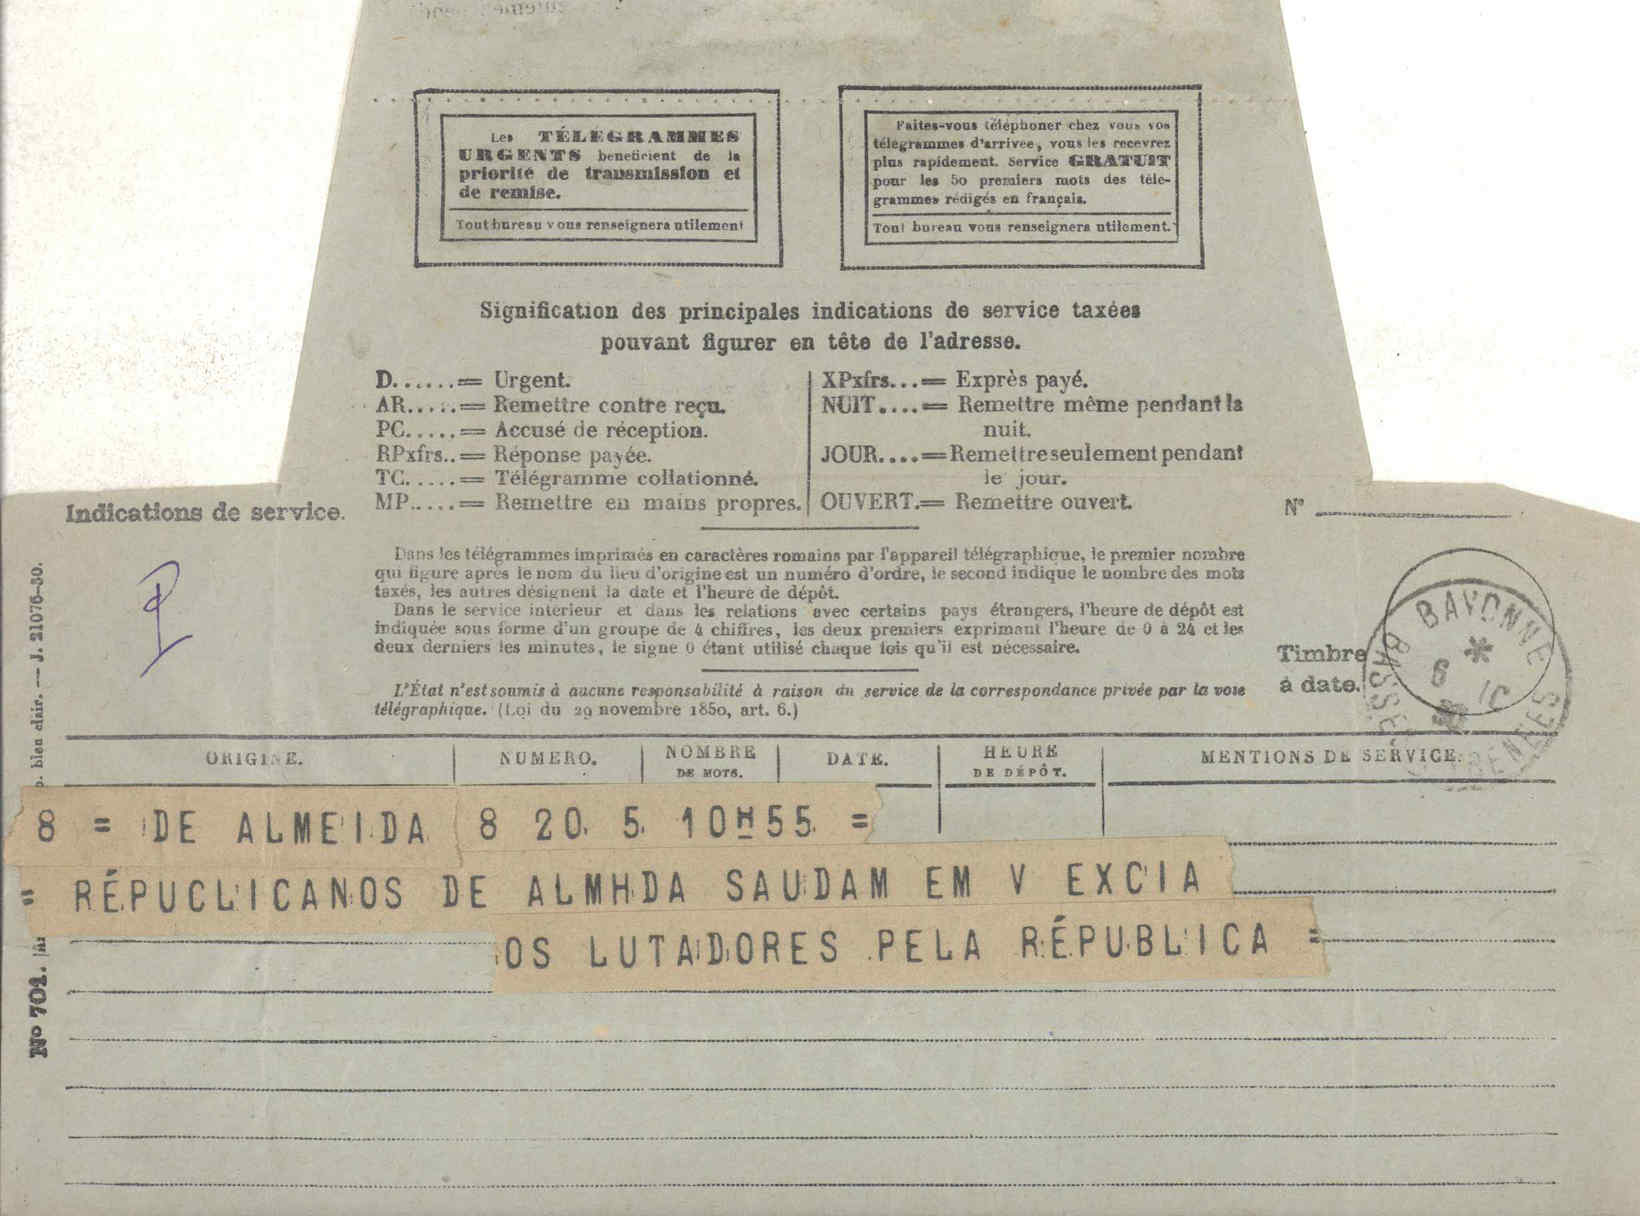 Les TÉLÉGRAMMES
URGENTS bénéficient de la
priorité de transmission et
de remise.
Tout bureau vous renseignera utilement
Faites-vous téléphoner chez vous vos
télégrammes d'arrivée, vous les recevrez
plus rapidement. Service GRATUIT
pour les 50 premiers mots des télé-
grammes rédigés en français.
Tout bureau vous renseignera utilement.
Signification des principales indications de service taxées
pouvant figurer en tête de l'adresse.
D......= Urgent.
AR.....= Remettre contre reçu.
PC.....= Accusé de réception.
RPxfrs..= Réponse payée.
TC.....= Télégramme collationné.
MP.....= Remettre en mains propres.
XPxfrs...= Exprès payé.
NUIT....= Remettre même pendant la
nuit.
JOUR....= Remettre seulement pendant
le jour.
OUVERT.= Remettre ouvert.
Indications de service.
N°
Dans les télégrammes imprimés en caractères romains par l'appareil télégraphique, le premier nombre
qui figure après le nom du lieu d'origine est un numéro d'ordre, le second indique le nombre des mots
taxés, les autres désignent la date et l'heure de dépôt.
Dans le service intérieur et dans les relations avec certains pays étrangers, l'heure de dépôt est
indiquée sous forme d'un groupe de 4 chiffres, les deux premiers exprimant l'heure de 0 à 24 et les
deux derniers les minutes, le signe 0 étant utilisé chaque fois qu'il est nécessaire.
L'État n'est soumis à aucune responsabilité à raison du service de la correspondance privée par la voie
télégraphique. (Loi du 29 novembre 1850, art. 6.)
Timbre
à date.
BAYONNE
6 10
30
BASSES PYRENEES
ORIGINE.
NUMÉRO.
NOMBRE
DE MOTS.
DATE.
HEURE
DE DÉPÔT.
MENTIONS DE SERVICE.
8 = DE ALMEIDA 8 20 5 10H55 =
= RÉPUCLICANOS DE ALMHDA SAUDAM EM V EXCIA
OS LUTADORES PELA RÉPUBLICA =
N° 701.
bleu clair. — J. 21076-30.